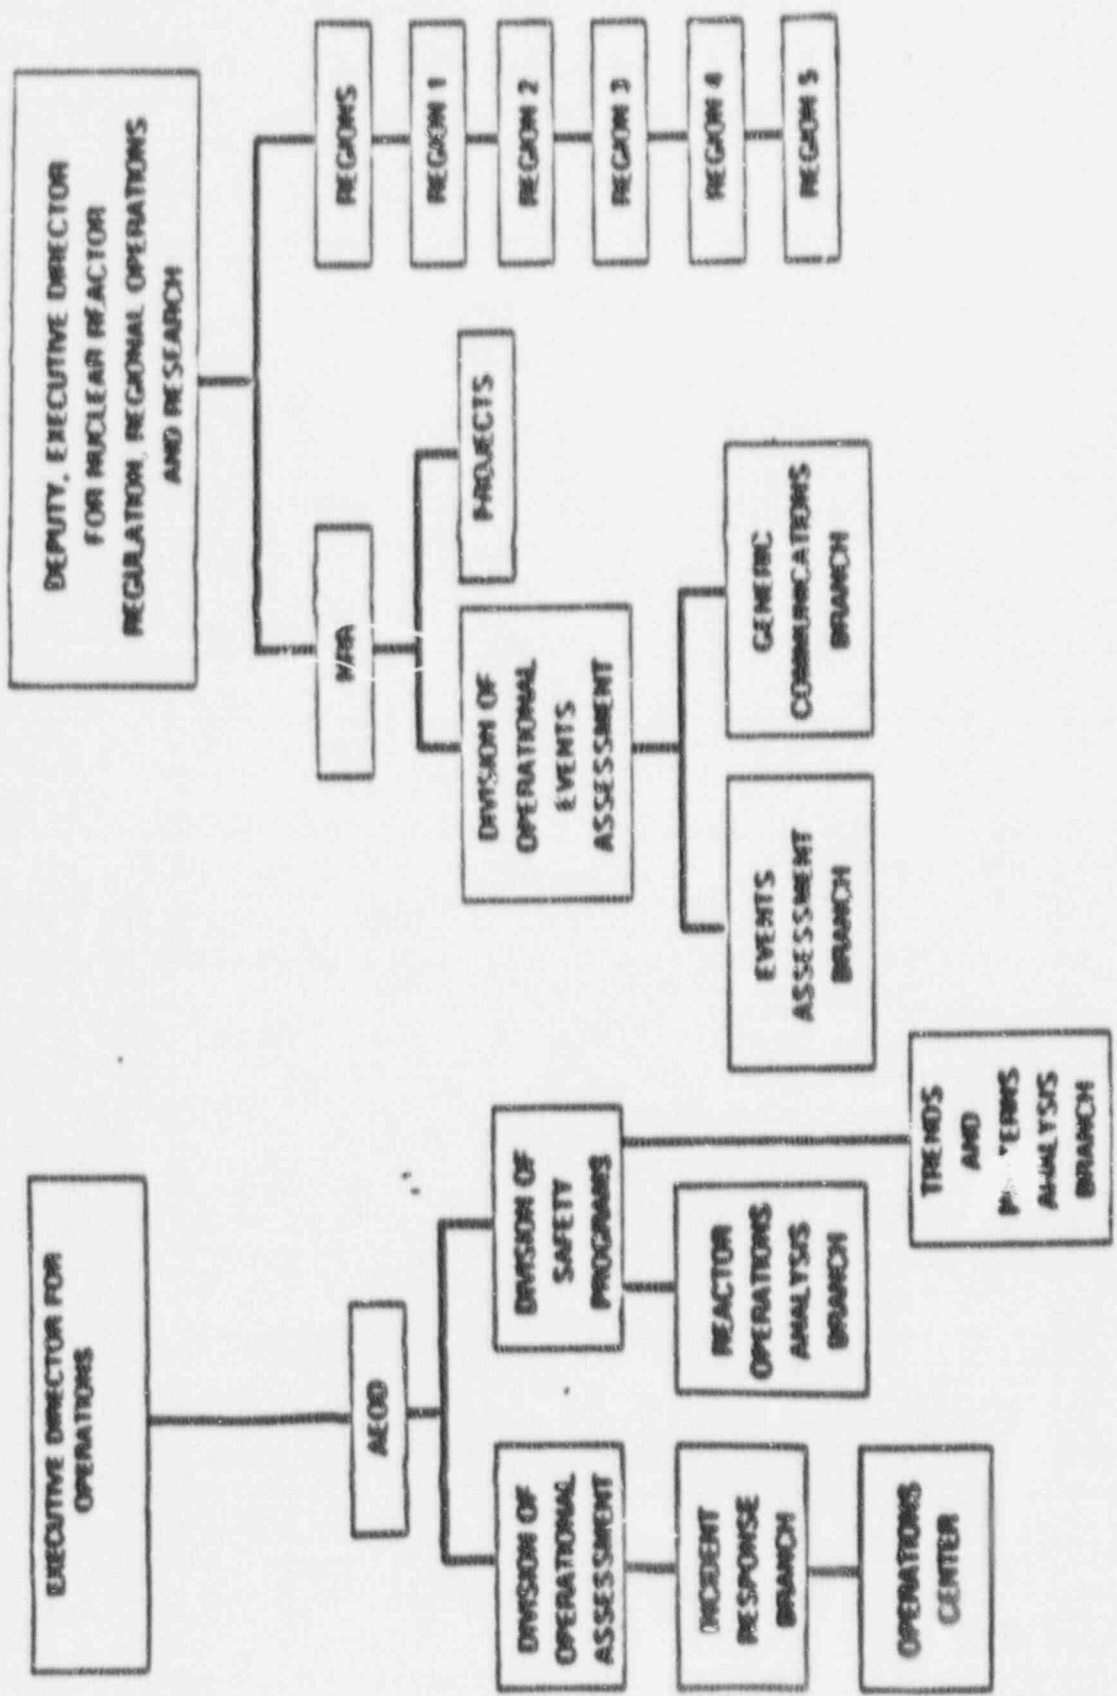 EXECUTIVE DIRECTOR FOR
OPERATIONS
AEOD
DIVISION OF
OPERATIONAL
ASSESSMENT
INCIDENT
RESPONSE
BRANCH
OPERATIONS
CENTER
DIVISION OF
SAFETY
PROGRAMS
REACTOR
OPERATIONS
ANALYSIS
BRANCH
TRENDS
AND
ANALYSIS
BRANCH
DEPUTY, EXECUTIVE DIRECTOR
FOR NUCLEAR REACTOR
REGULATION, REGIONAL OPERATIONS
AND RESEARCH
DIVISION OF
OPERATIONAL
EVENTS
ASSESSMENT
EVENTS
ASSESSMENT
BRANCH
GENERIC
COMMUNICATIONS
BRANCH
PROJECTS
REGIONS
REGION 1
REGION 2
REGION 3
REGION 4
REGION 5